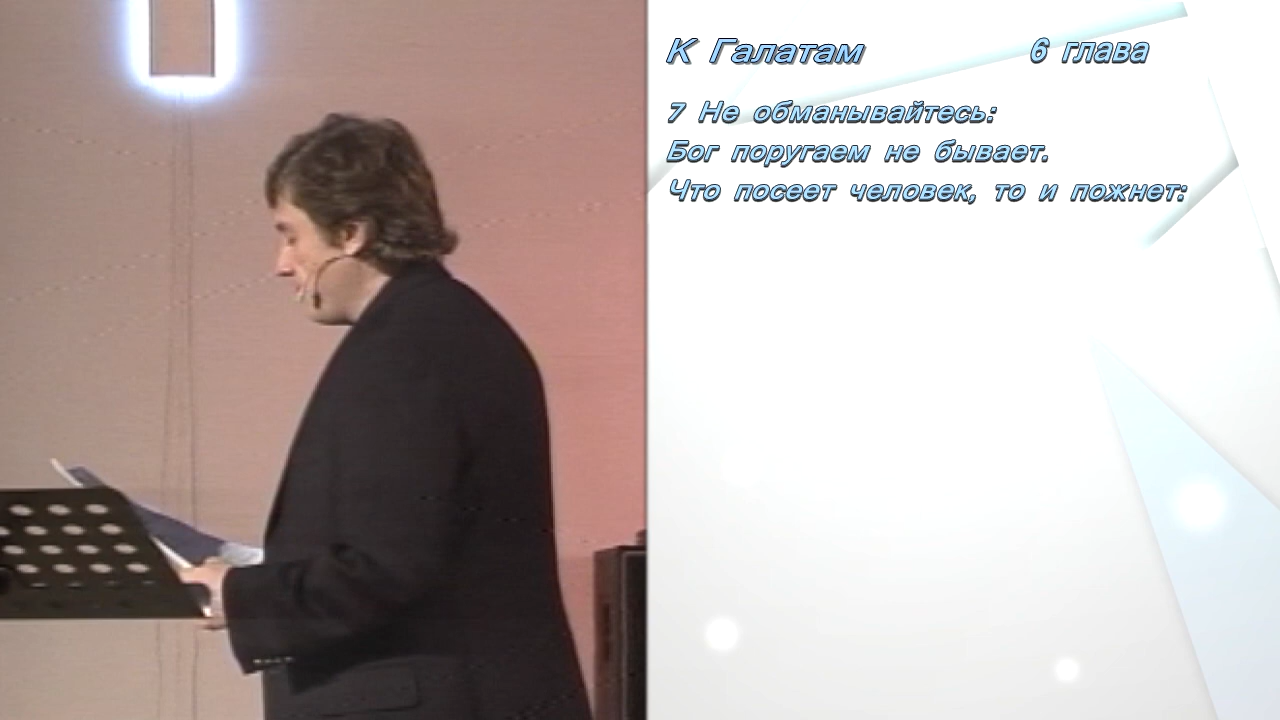 К Галатам 6 глава
7 Не обманывайтесь:
Бог поругаем не бывает.
Что посеет человек, то и пожнет: